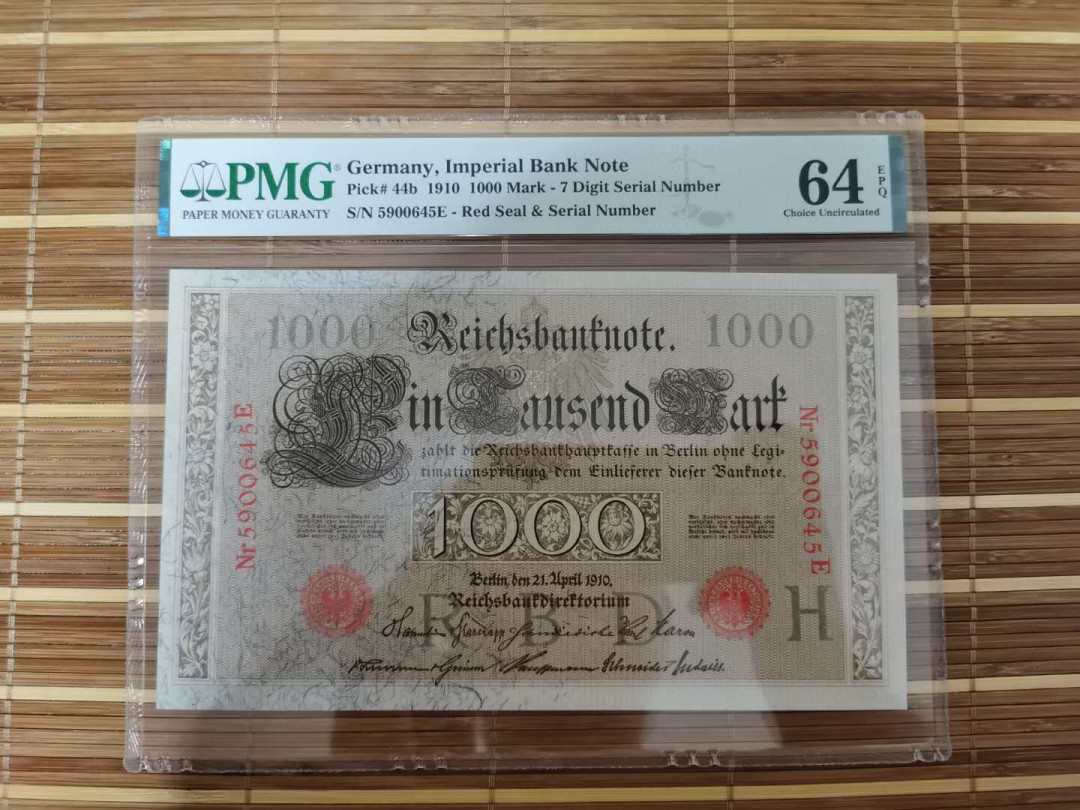 PMG®
PAPER MONEY GUARANTY
Germany, Imperial Bank Note
Pick# 44b 1910 1000 Mark - 7 Digit Serial Number
S/N 5900645E - Red Seal & Serial Number
64 EPQ
Choice Uncirculated
1000 Reichsbanknote. 1000
Ein Tausend Mark
zahlt die Reichsbankhauptkasse in Berlin ohne Legi-
timationsprüfung dem Einlieferer dieser Banknote.
Nr 5900645E
Nr 5900645E
1000
Berlin, den 21. April 1910.
Reichsbankdirektorium
R B D H